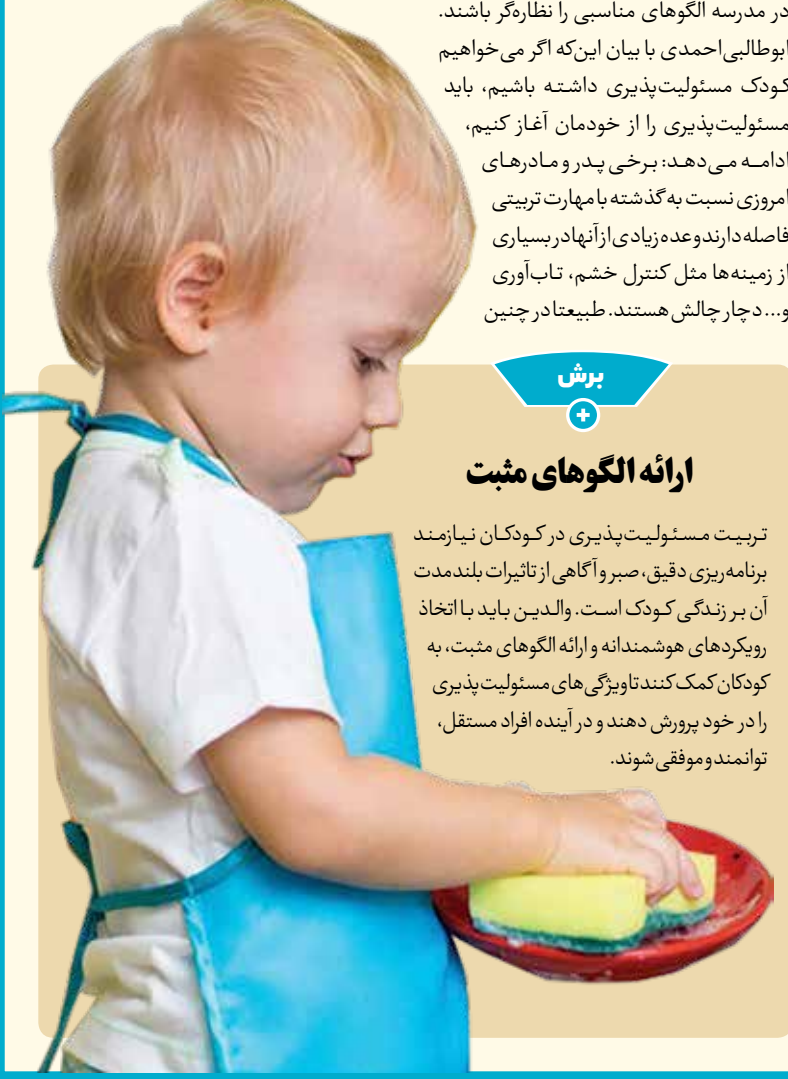 در مدرسه الگوهای مناسبی را نظاره‌گر باشند.
ابوطالبی‌احمدی با بیان این‌که اگر می‌خواهیم
کودک مسئولیت‌پذیری داشته باشیم، باید
مسئولیت‌پذیری را از خودمان آغاز کنیم،
ادامه می‌دهد: برخی پدر و مادرهای
امروزی نسبت به گذشته با مهارت تربیتی
فاصله دارند و عده زیادی از آنها در بسیاری
از زمینه‌ها مثل کنترل خشم، تاب‌آوری
و... دچار چالش هستند. طبیعتا در چنین
برش
+
ارائه الگوهای مثبت
تربیت مسئولیت‌پذیری در کودکان نیازمند
برنامه‌ریزی دقیق، صبر و آگاهی از تاثیرات بلندمدت
آن بر زندگی کودک است. والدین باید با اتخاذ
رویکردهای هوشمندانه و ارائه الگوهای مثبت، به
کودکان کمک کنند تا ویژگی‌های مسئولیت‌پذیری
را در خود پرورش دهند و در آینده افراد مستقل،
توانمند و موفقی شوند.